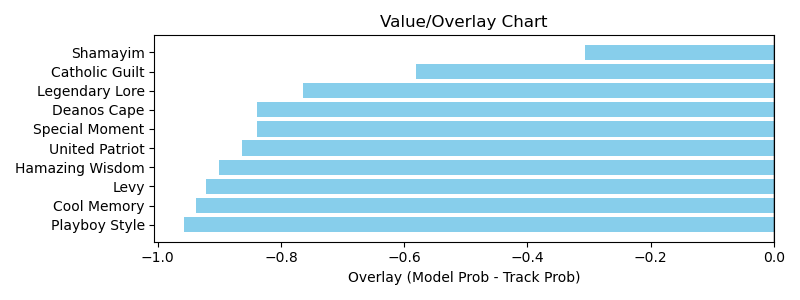 Value/Overlay Chart
Shamayim
Catholic Guilt
Legendary Lore
Deanos Cape
Special Moment
United Patriot
Hamazing Wisdom
Levy
Cool Memory
Playboy Style
−1.0 −0.8 −0.6 −0.4 −0.2 0.0
Overlay (Model Prob - Track Prob)